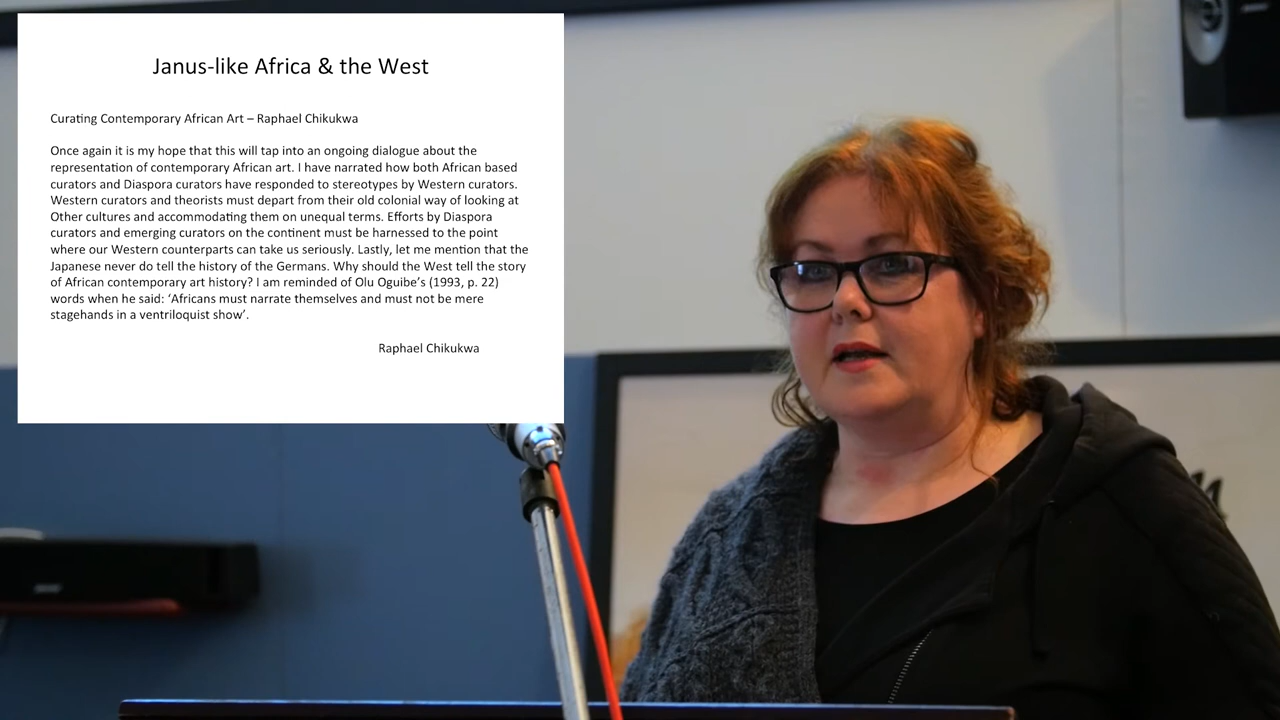 Janus-like Africa & the West
Curating Contemporary African Art – Raphael Chikukwa
Once again it is my hope that this will tap into an ongoing dialogue about the
representation of contemporary African art. I have narrated how both African based
curators and Diaspora curators have responded to stereotypes by Western curators.
Western curators and theorists must depart from their old colonial way of looking at
Other cultures and accommodating them on unequal terms. Efforts by Diaspora
curators and emerging curators on the continent must be harnessed to the point
where our Western counterparts can take us seriously. Lastly, let me mention that the
Japanese never do tell the history of the Germans. Why should the West tell the story
of African contemporary art history? I am reminded of Olu Oguibe’s (1993, p. 22)
words when he said: ‘Africans must narrate themselves and must not be mere
stagehands in a ventriloquist show’.
Raphael Chikukwa